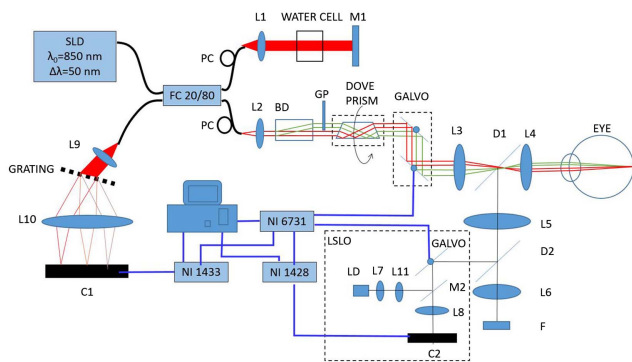 SLD
λ₀=850 nm
Δλ=50 nm
PC
L1
WATER CELL
M1
FC 20/80
PC
L2
BD
GP
DOVE
PRISM
GALVO
L3
D1
L4
EYE
L9
GRATING
L10
C1
NI 6731
NI 1433
NI 1428
LSLO
GALVO
LD
L7
L11
M2
L8
C2
L5
D2
L6
F